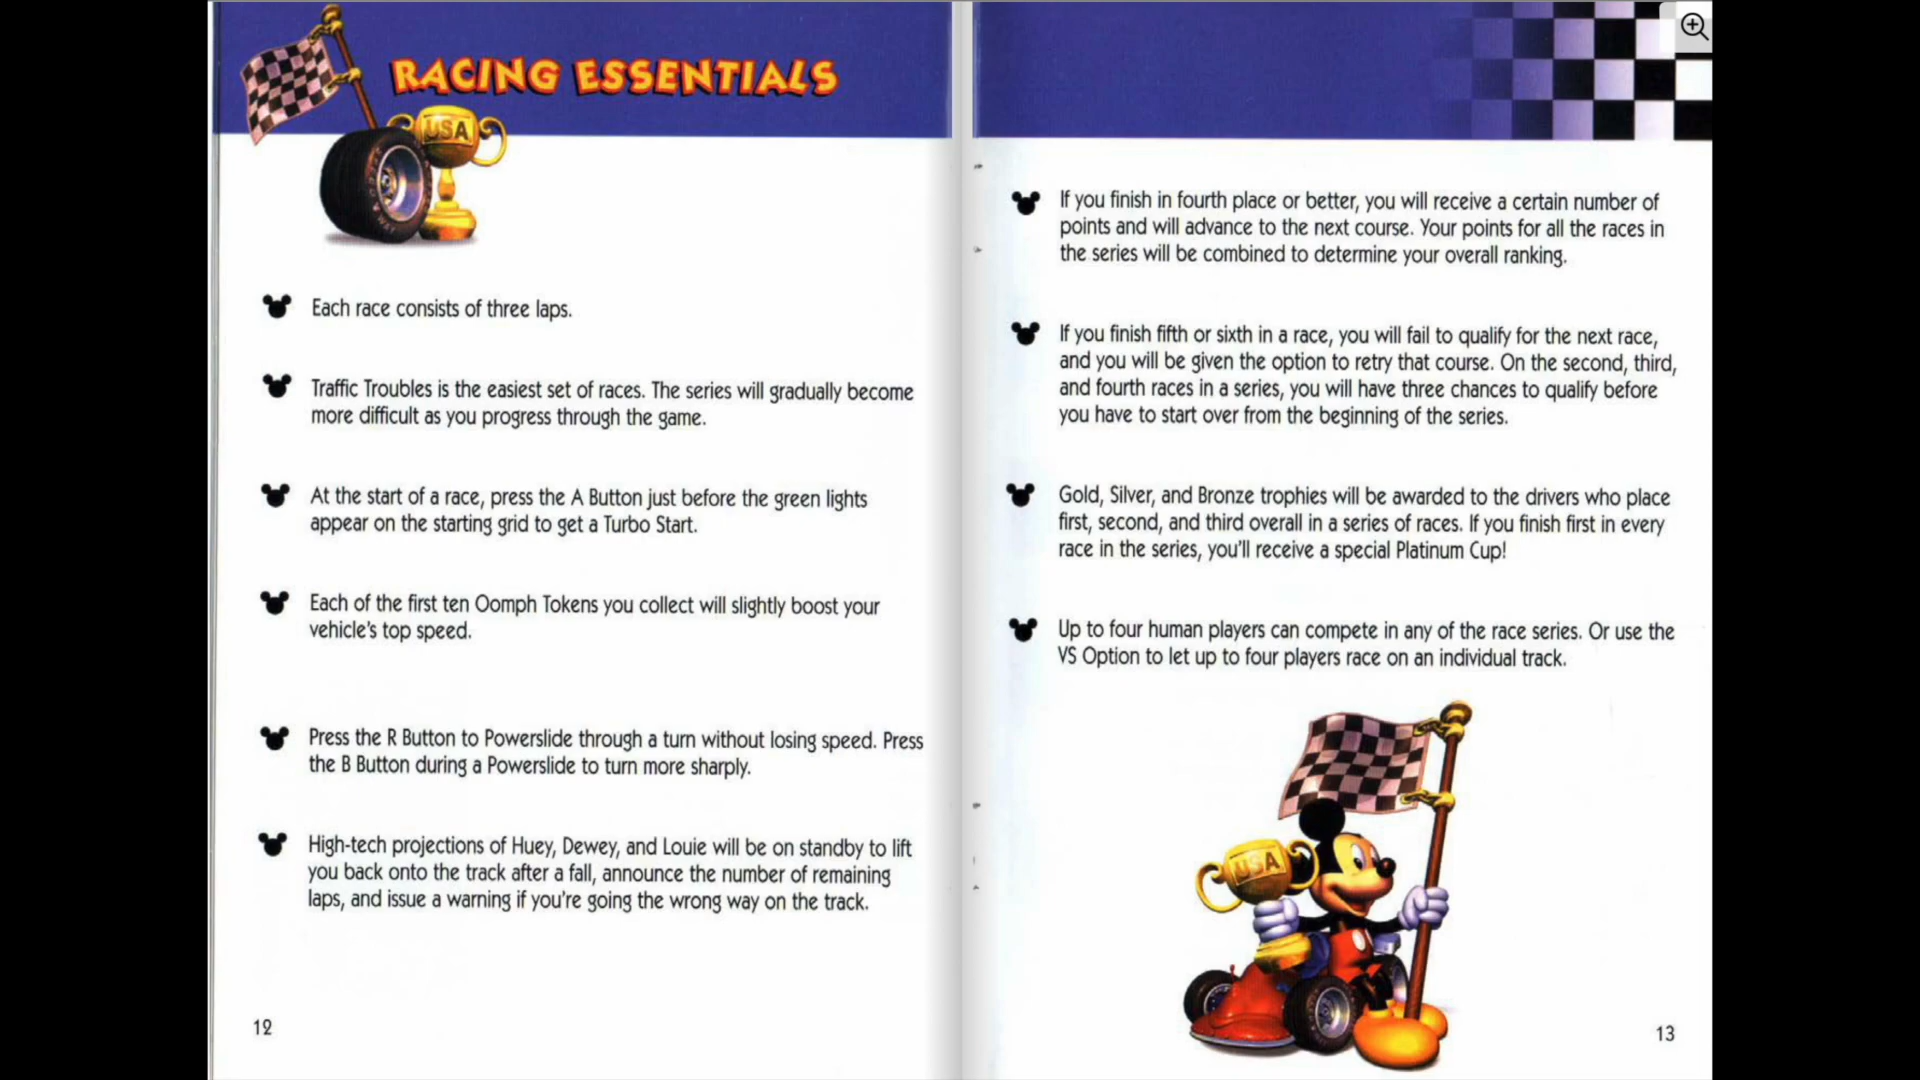 RACING ESSENTIALS
USA
Each race consists of three laps.
Traffic Troubles is the easiest set of races. The series will gradually become
more difficult as you progress through the game.
At the start of a race, press the A Button just before the green lights
appear on the starting grid to get a Turbo Start.
Each of the first ten Oomph Tokens you collect will slightly boost your
vehicle's top speed.
Press the R Button to Powerslide through a turn without losing speed. Press
the B Button during a Powerslide to turn more sharply.
High-tech projections of Huey, Dewey, and Louie will be on standby to lift
you back onto the track after a fall, announce the number of remaining
laps, and issue a warning if you're going the wrong way on the track.
12
If you finish in fourth place or better, you will receive a certain number of
points and will advance to the next course. Your points for all the races in
the series will be combined to determine your overall ranking.
If you finish fifth or sixth in a race, you will fail to qualify for the next race,
and you will be given the option to retry that course. On the second, third,
and fourth races in a series, you will have three chances to qualify before
you have to start over from the beginning of the series.
Gold, Silver, and Bronze trophies will be awarded to the drivers who place
first, second, and third overall in a series of races. If you finish first in every
race in the series, you'll receive a special Platinum Cup!
Up to four human players can compete in any of the race series. Or use the
VS Option to let up to four players race on an individual track.
USA
13